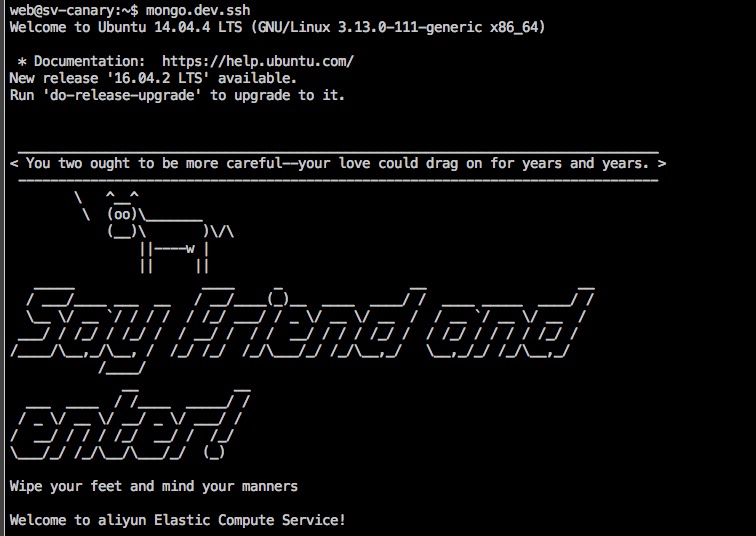 web@sv-canary:~$ mongo.dev.ssh
Welcome to Ubuntu 14.04.4 LTS (GNU/Linux 3.13.0-111-generic x86_64)
* Documentation:  https://help.ubuntu.com/
New release '16.04.2 LTS' available.
Run 'do-release-upgrade' to upgrade to it.
< You two ought to be more careful--your love could drag on for years and years. >
Say Friend and
enter!
Wipe your feet and mind your manners
Welcome to aliyun Elastic Compute Service!